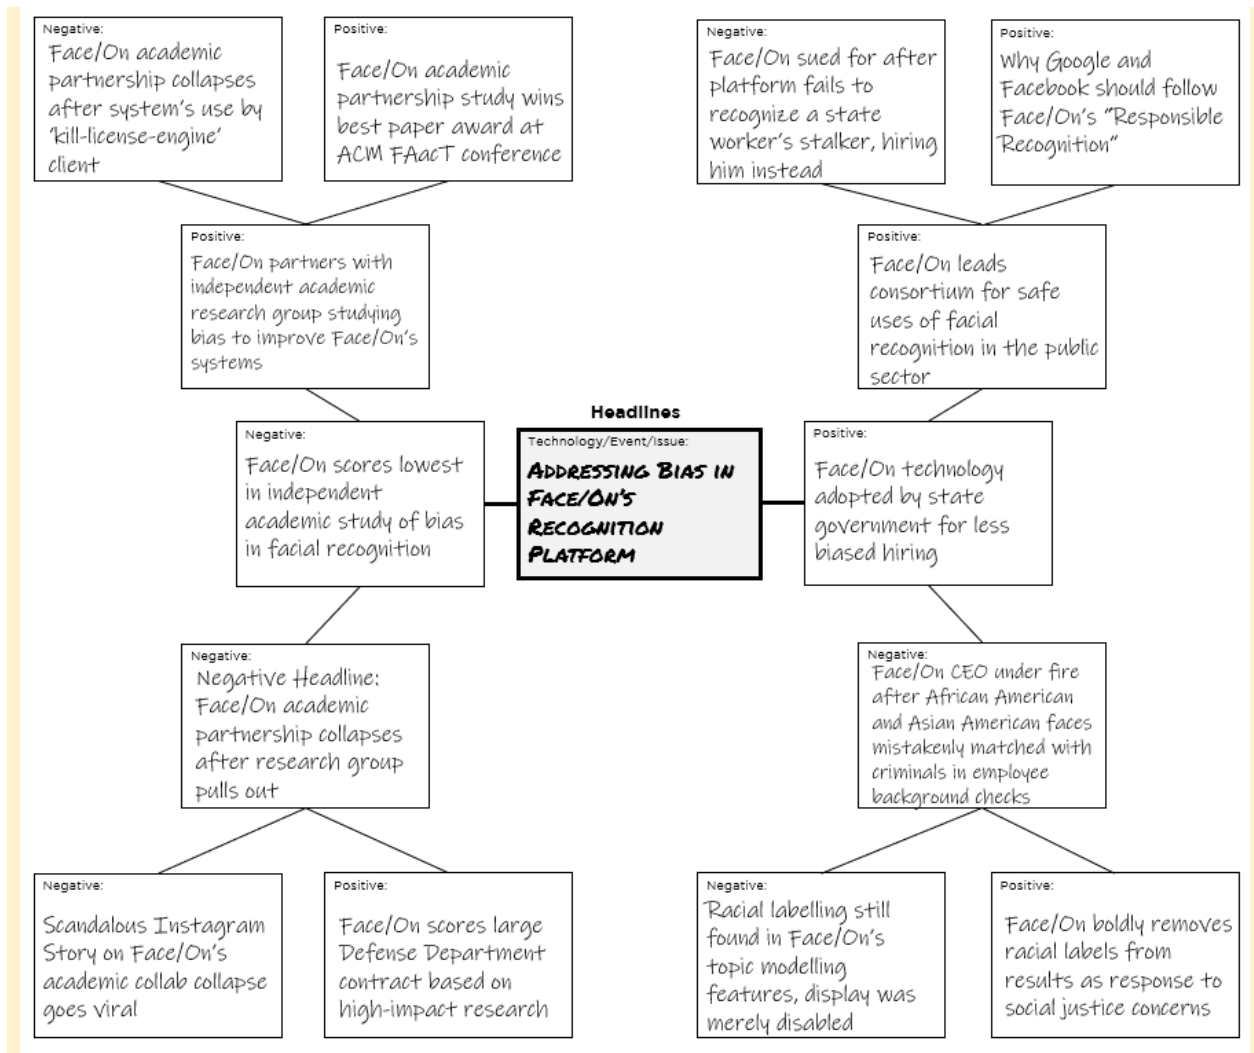 Negative:
Face/On academic
partnership collapses
after system's use by
'kill-license-engine'
client
Positive:
Face/On academic
partnership study wins
best paper award at
ACM FAacT conference
Negative:
Face/On sued for after
platform fails to
recognize a state
worker's stalker, hiring
him instead
Positive:
Why Google and
Facebook should follow
Face/On's "Responsible
Recognition"
Positive:
Face/On partners with
independent academic
research group studying
bias to improve Face/On's
systems
Positive:
Face/On leads
consortium for safe
uses of facial
recognition in the public
sector
Negative:
Face/On scores lowest
in independent
academic study of bias
in facial recognition
Headlines
Technology/Event/Issue:
Addressing Bias in
Face/On's
Recognition
Platform
Positive:
Face/On technology
adopted by state
government for less
biased hiring
Negative:
Negative Headline:
Face/On academic
partnership collapses
after research group
pulls out
Negative:
Face/On CEO under fire
after African American
and Asian American faces
mistakenly matched with
criminals in employee
background checks
Negative:
Scandalous Instagram
Story on Face/On's
academic collab collapse
goes viral
Positive:
Face/On scores large
Defense Department
contract based on
high-impact research
Negative:
Racial labelling still
found in Face/On's
topic modelling
features, display was
merely disabled
Positive:
Face/On boldly removes
racial labels from
results as response to
social justice concerns